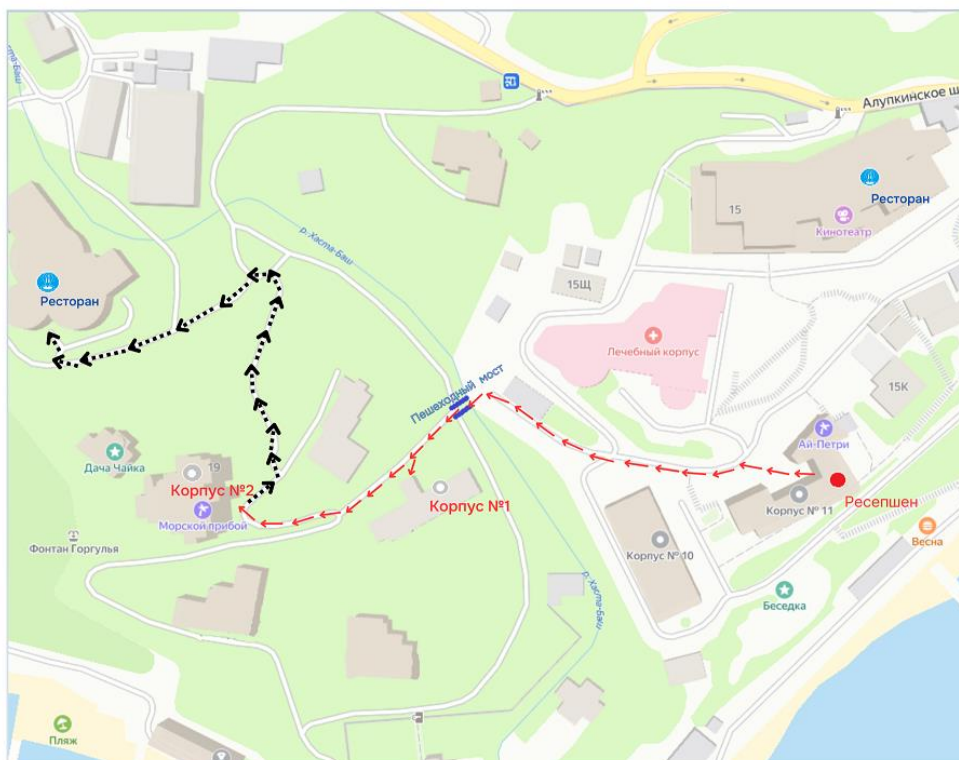 ста-Баш
Алупкинское ш
Ресторан
15
Кинотеатр
р. Хаста-Баш
15Щ
Ресторан
Лечебный корпус
Пешеходный мост
15К
Ай-Петри
Дача Чайка
19
Корпус №2
Корпус №1
Морской прибой
Корпус № 11
Ресепшен
Фонтан Горгулья
Корпус № 10
Весна
р. Хаста-Баш
Беседка
Пляж